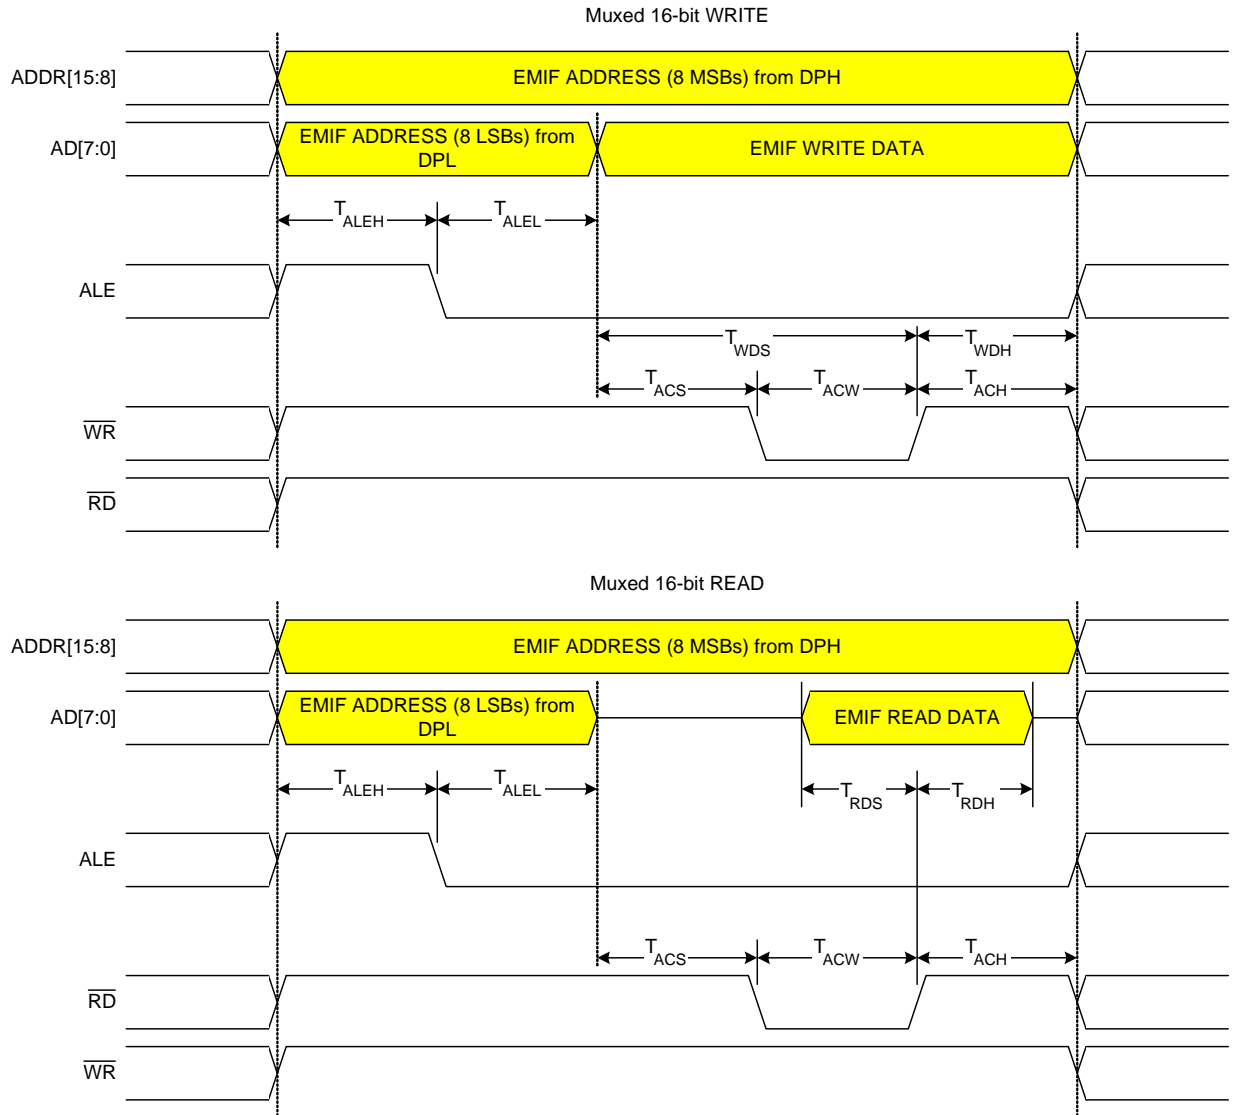 Muxed 16-bit WRITE
ADDR[15:8]
EMIF ADDRESS (8 MSBs) from DPH
AD[7:0]
EMIF ADDRESS (8 LSBs) from
DPL
EMIF WRITE DATA
TALEH
TALEL
ALE
TWDS
TWDH
TACS
TACW
TACH
WR
RD
Muxed 16-bit READ
ADDR[15:8]
EMIF ADDRESS (8 MSBs) from DPH
AD[7:0]
EMIF ADDRESS (8 LSBs) from
DPL
EMIF READ DATA
TALEH
TALEL
TRDS
TRDH
ALE
TACS
TACW
TACH
RD
WR